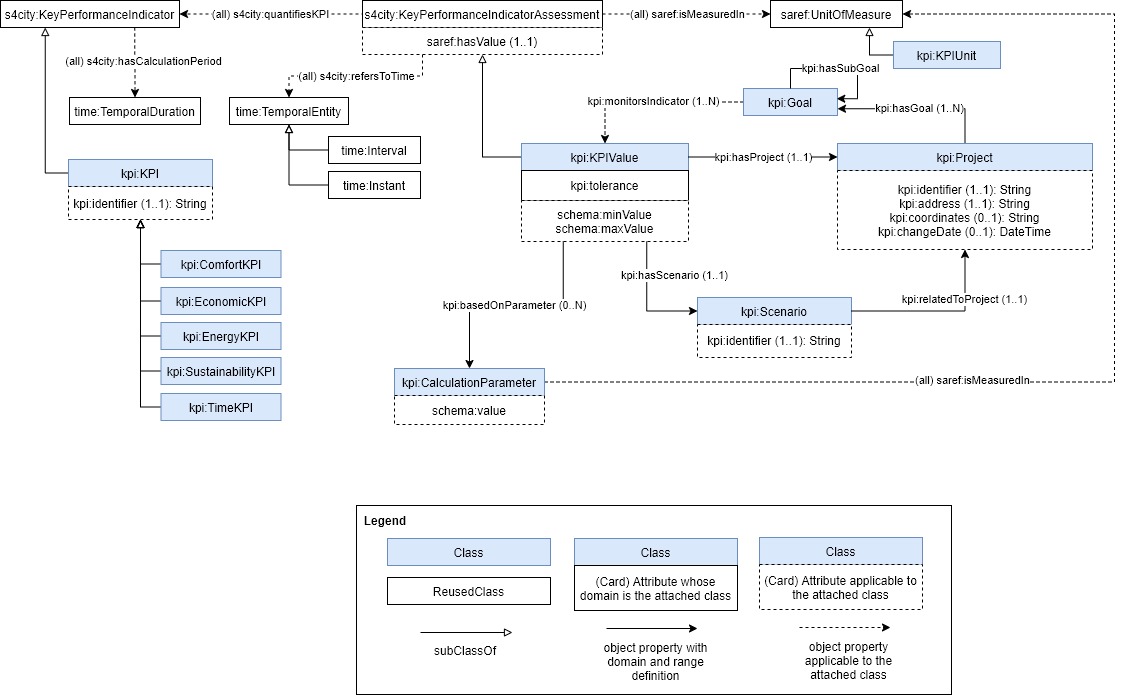 s4city:KeyPerformanceIndicator
(all) s4city:quantifiesKPI
s4city:KeyPerformanceIndicatorAssessment
(all) saref:isMeasuredIn
saref:UnitOfMeasure
saref:hasValue (1..1)
kpi:KPIUnit
(all) s4city:hasCalculationPeriod
(all) s4city:refersToTime
kpi:hasSubGoal
time:TemporalDuration
time:TemporalEntity
kpi:monitorsIndicator (1..N)
kpi:Goal
kpi:hasGoal (1..N)
time:Interval
time:Instant
kpi:KPI
kpi:identifier (1..1): String
kpi:KPIValue
kpi:tolerance
schema:minValue
schema:maxValue
kpi:hasProject (1..1)
kpi:Project
kpi:identifier (1..1): String
kpi:address (1..1): String
kpi:coordinates (0..1): String
kpi:changeDate (0..1): DateTime
kpi:ComfortKPI
kpi:EconomicKPI
kpi:EnergyKPI
kpi:SustainabilityKPI
kpi:TimeKPI
kpi:hasScenario (1..1)
kpi:basedOnParameter (0..N)
kpi:relatedToProject (1..1)
kpi:Scenario
kpi:identifier (1..1): String
kpi:CalculationParameter
schema:value
(all) saref:isMeasuredIn
Legend
Class
ReusedClass
subClassOf
Class
(Card) Attribute whose
domain is the attached class
object property with
domain and range
definition
Class
(Card) Attribute applicable to
the attached class
object property
applicable to the
attached class